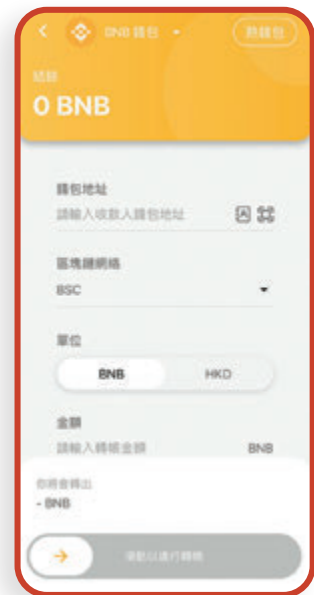 BNB 錢包
熱錢包
結餘
0 BNB
錢包地址
請輸入收款人錢包地址
區塊鏈網絡
BSC
單位
BNB
HKD
金額
請輸入轉帳金額
BNB
你將會轉出
- BNB
滑動以進行轉帳